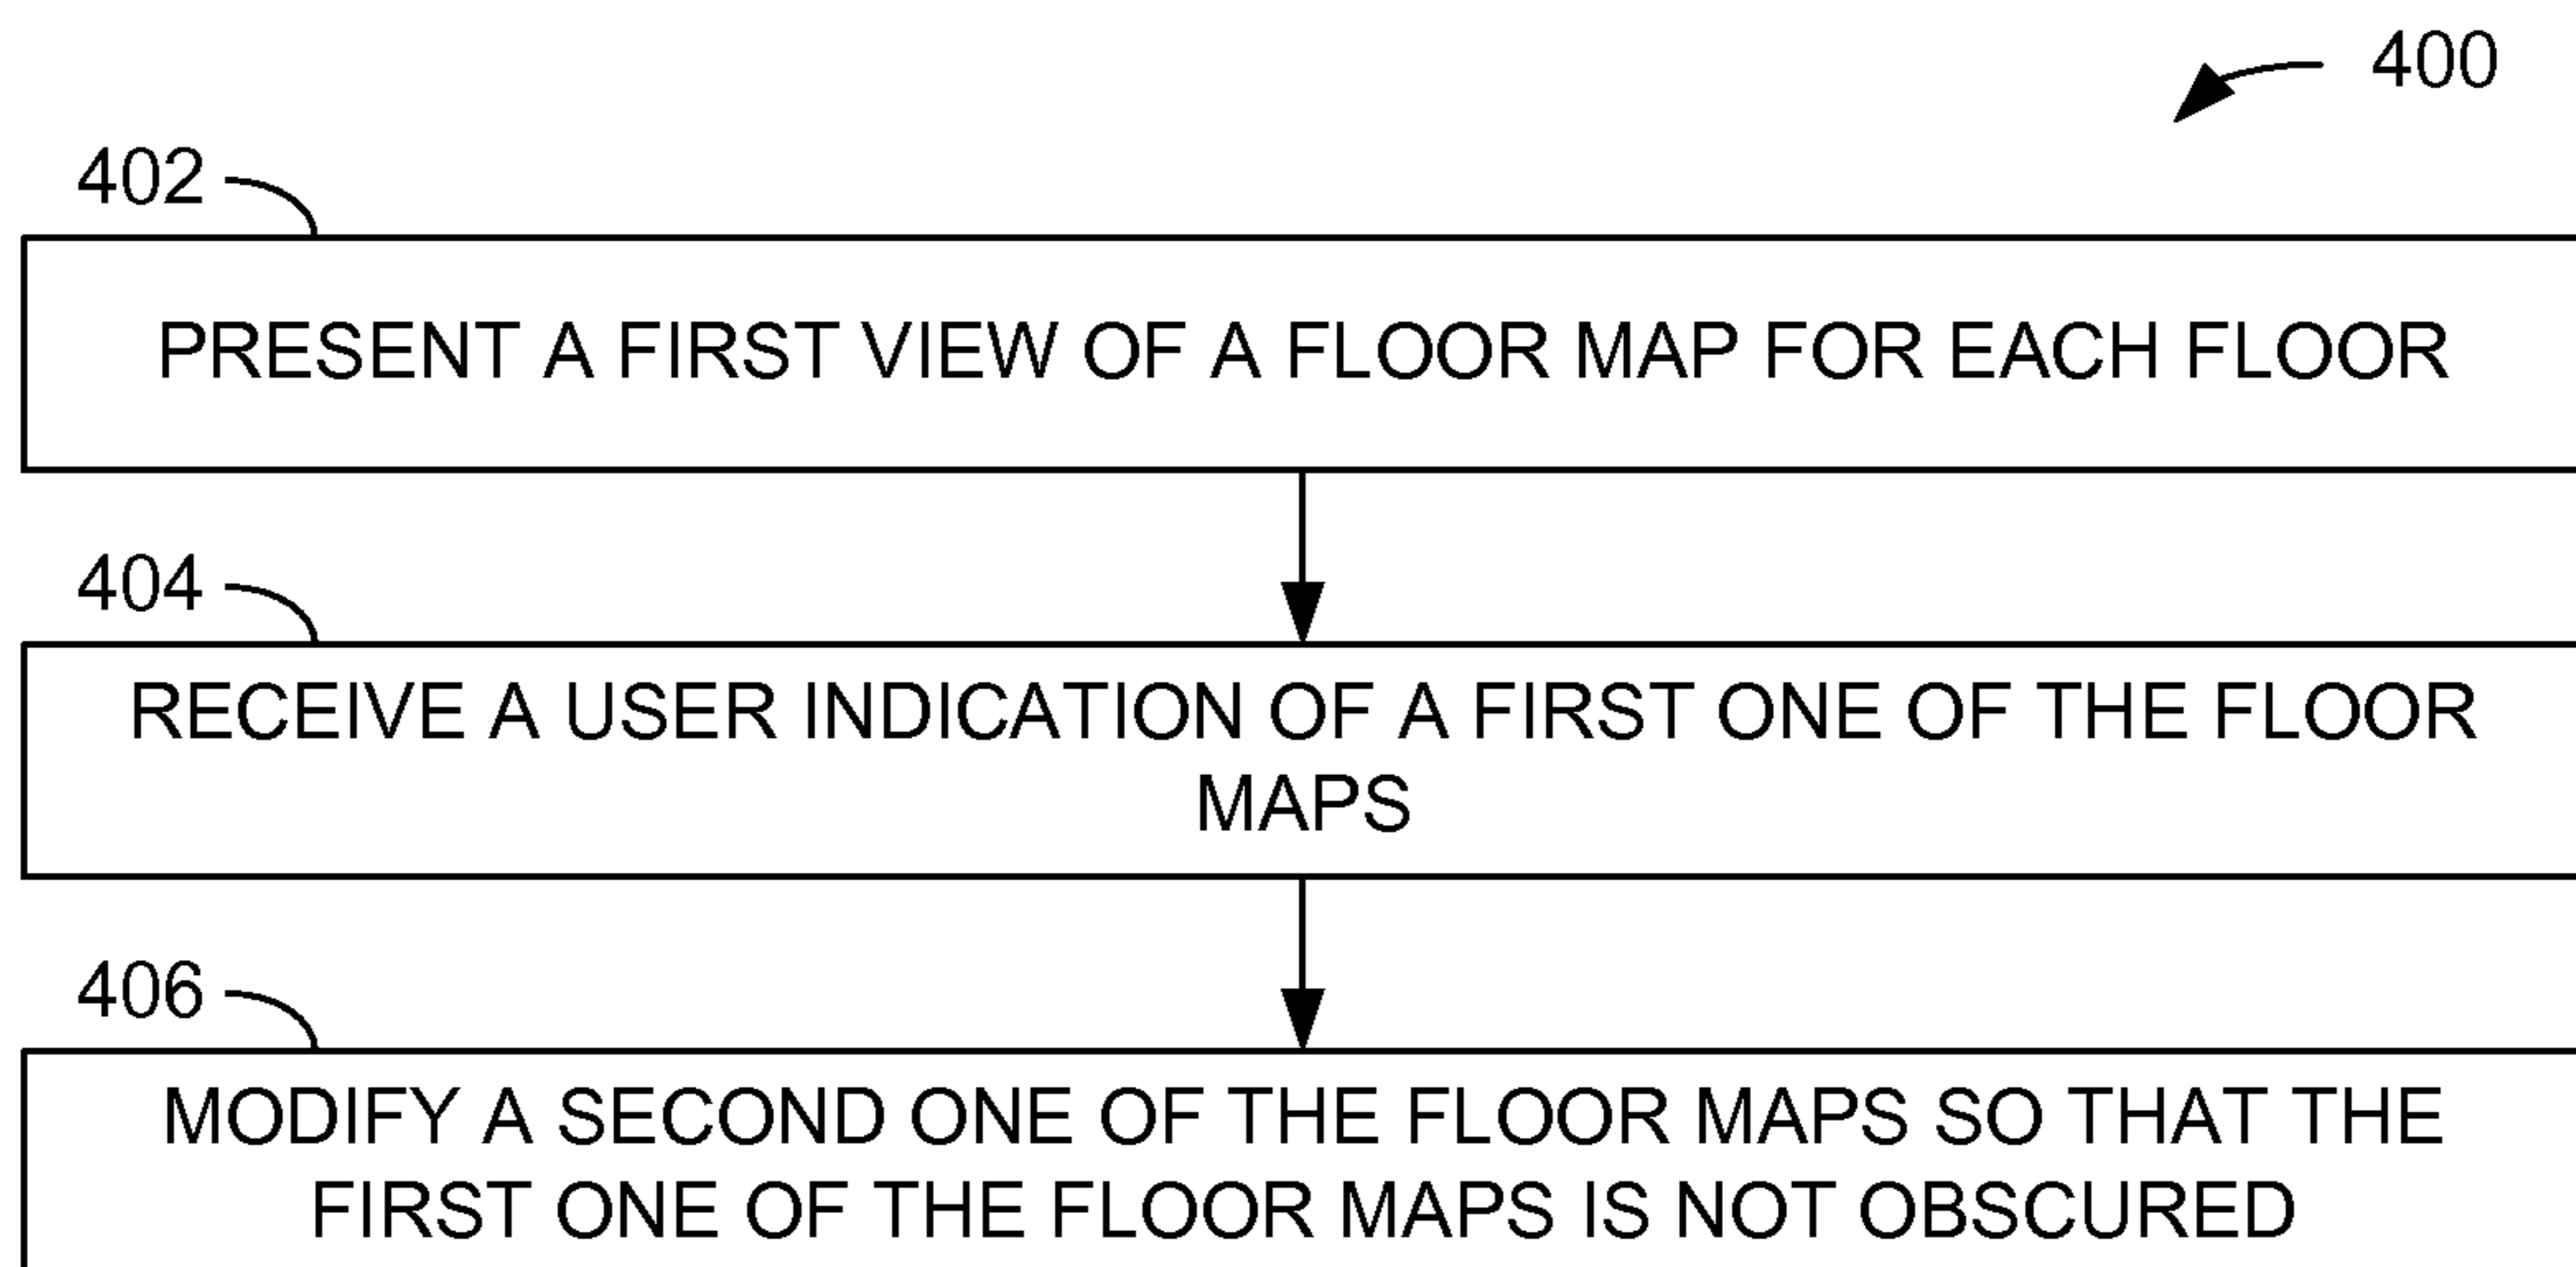 400
402
PRESENT A FIRST VIEW OF A FLOOR MAP FOR EACH FLOOR
404
RECEIVE A USER INDICATION OF A FIRST ONE OF THE FLOOR
MAPS
406
MODIFY A SECOND ONE OF THE FLOOR MAPS SO THAT THE
FIRST ONE OF THE FLOOR MAPS IS NOT OBSCURED